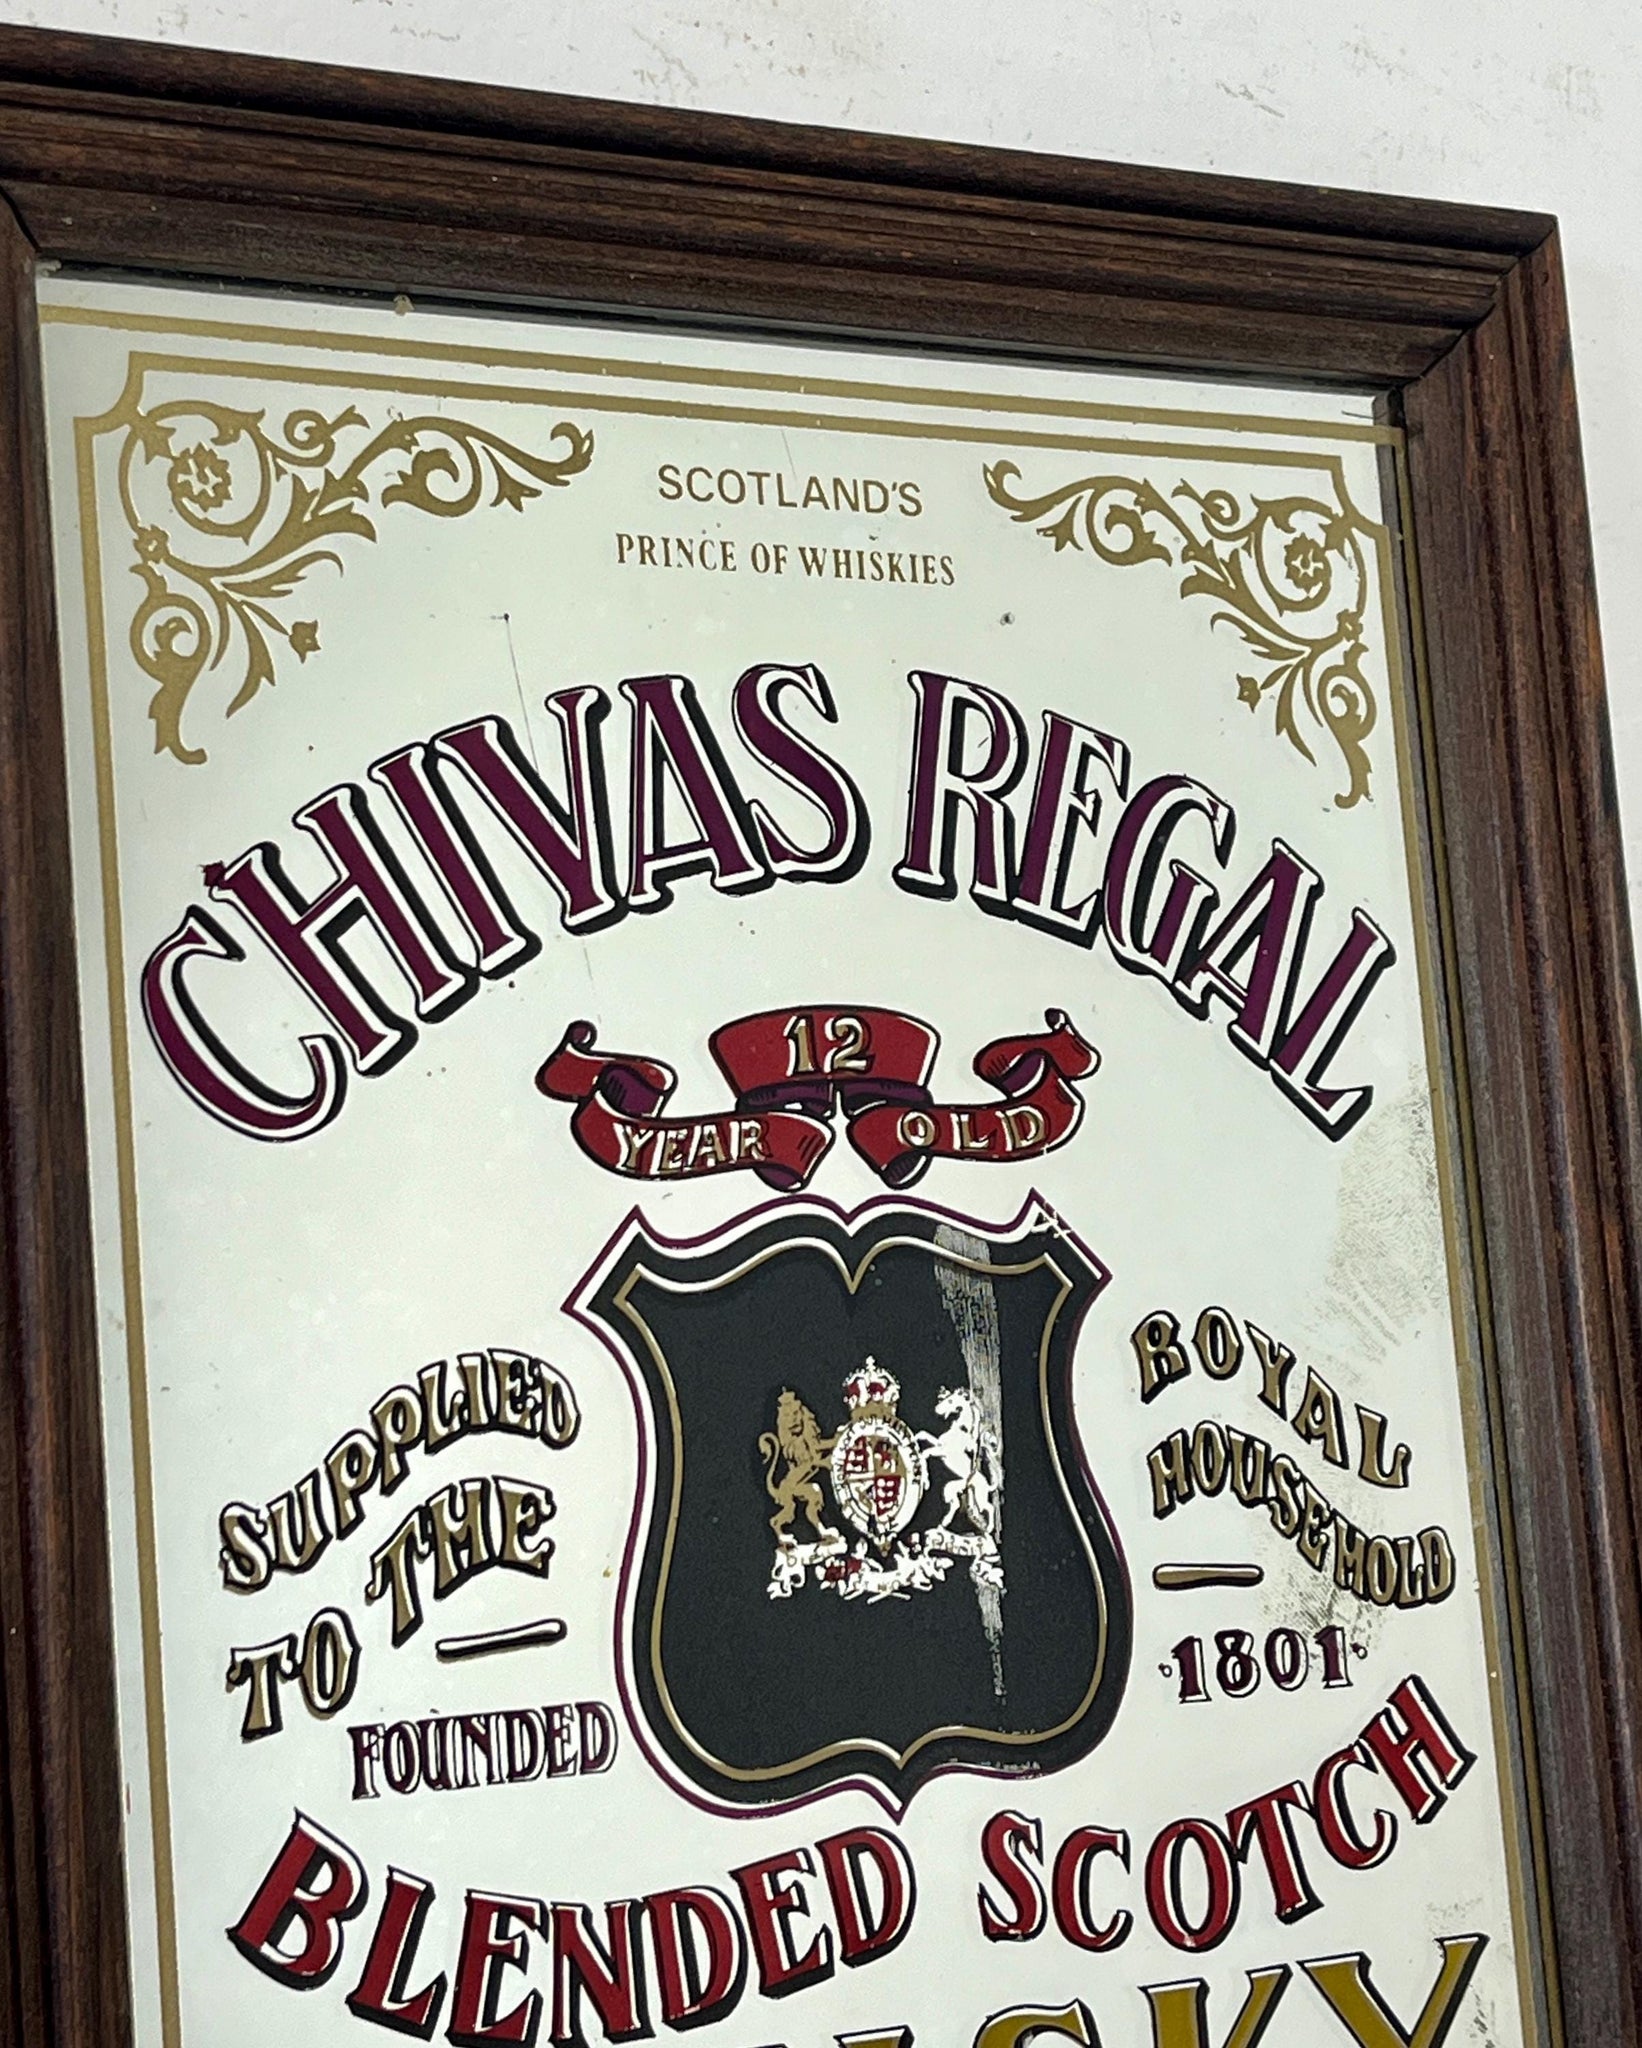 SCOTLAND'S
PRINCE OF WHISKIES
CHIVAS REGAL
12
YEAR OLD
SUPPLIED
TO THE
ROYAL
HOUSEHOLD
FOUNDED
1801
BLENDED SCOTCH